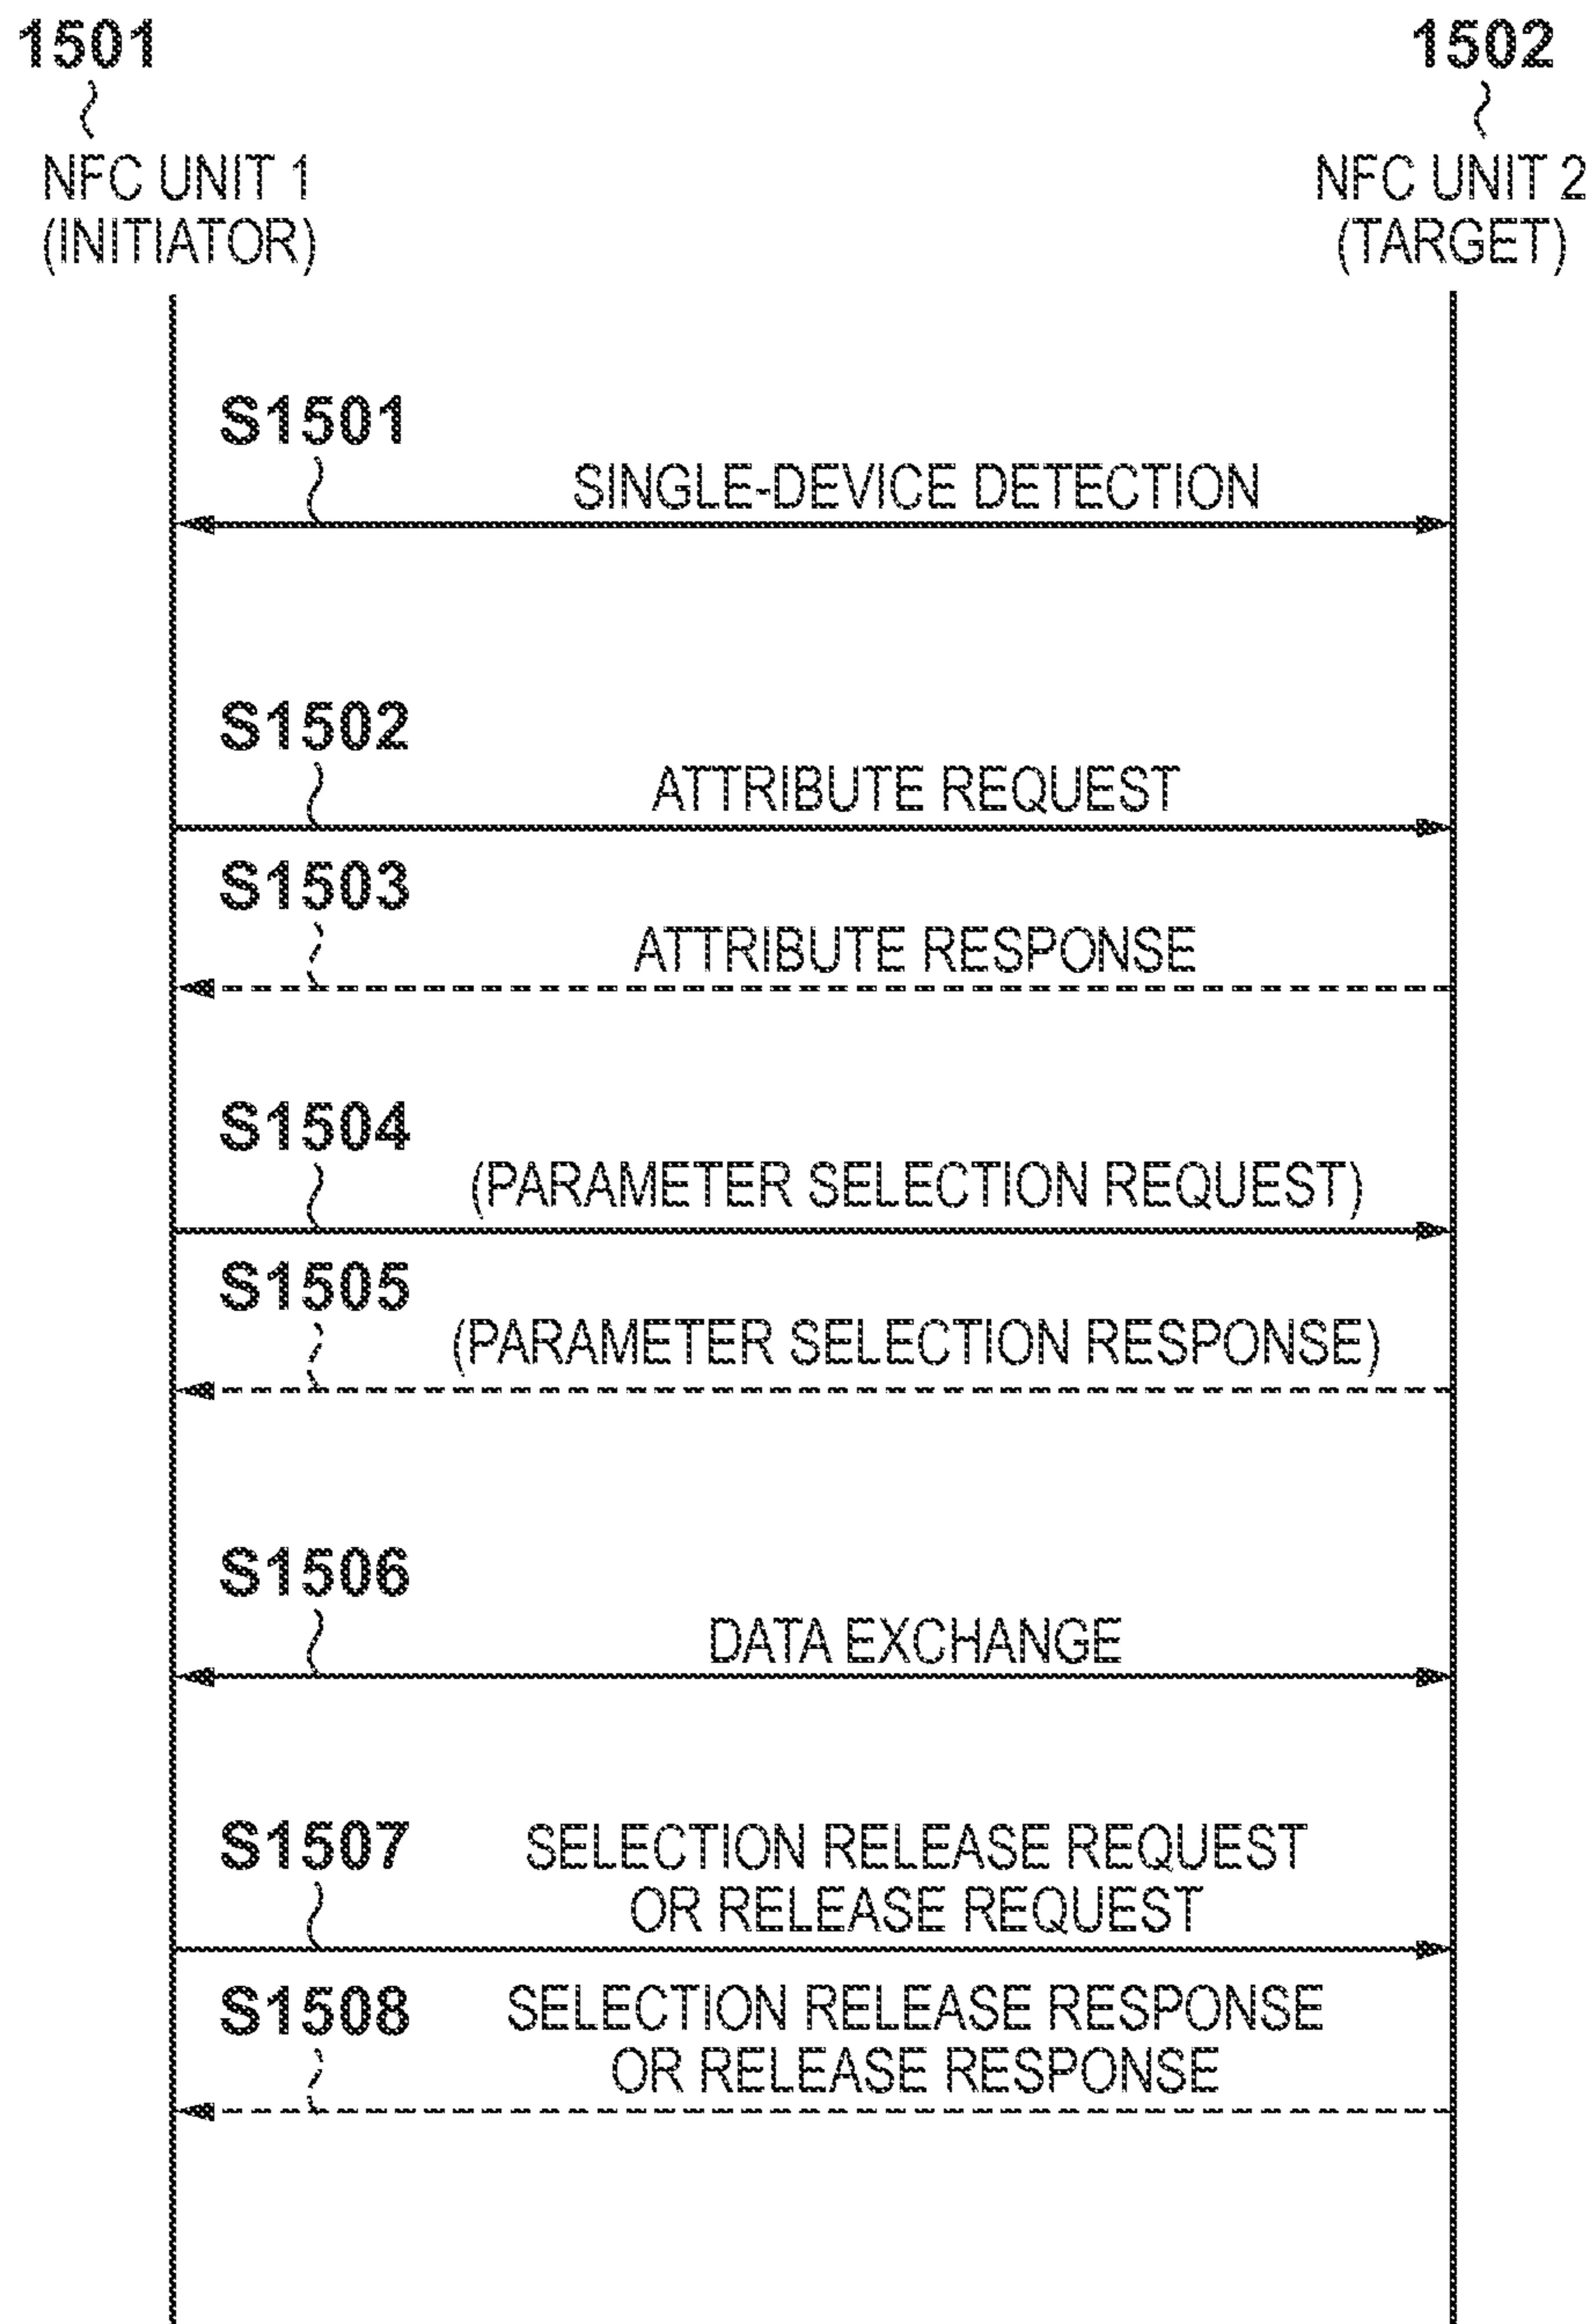 1501
1502
NFC UNIT 1
(INITIATOR)
NFC UNIT 2
(TARGET)
S1501
SINGLE-DEVICE DETECTION
S1502
ATTRIBUTE REQUEST
S1503
ATTRIBUTE RESPONSE
S1504
(PARAMETER SELECTION REQUEST)
S1505
(PARAMETER SELECTION RESPONSE)
S1506
DATA EXCHANGE
S1507
SELECTION RELEASE REQUEST
OR RELEASE REQUEST
S1508
SELECTION RELEASE RESPONSE
OR RELEASE RESPONSE